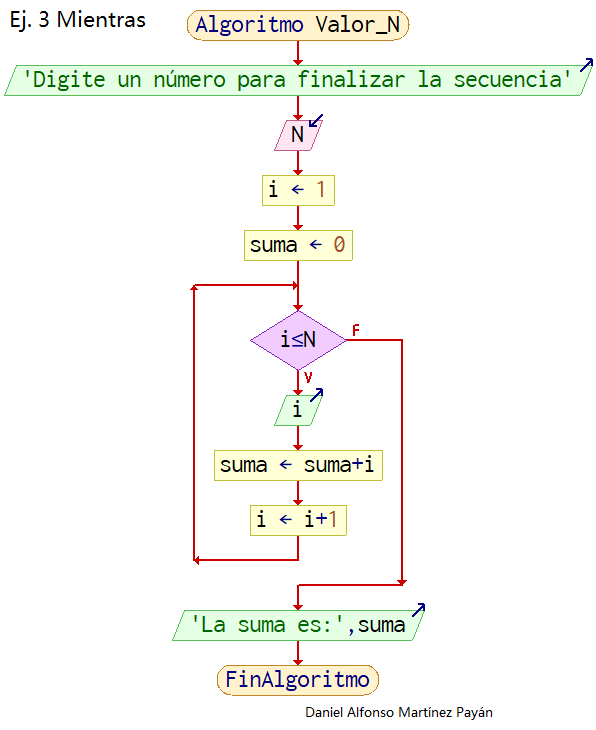 Ej. 3 Mientras
Algoritmo Valor_N
'Digite un número para finalizar la secuencia'
N
i ← 1
suma ← 0
i≤N
F
V
i
suma ← suma+i
i ← i+1
'La suma es:',suma
FinAlgoritmo
Daniel Alfonso Martínez Payán